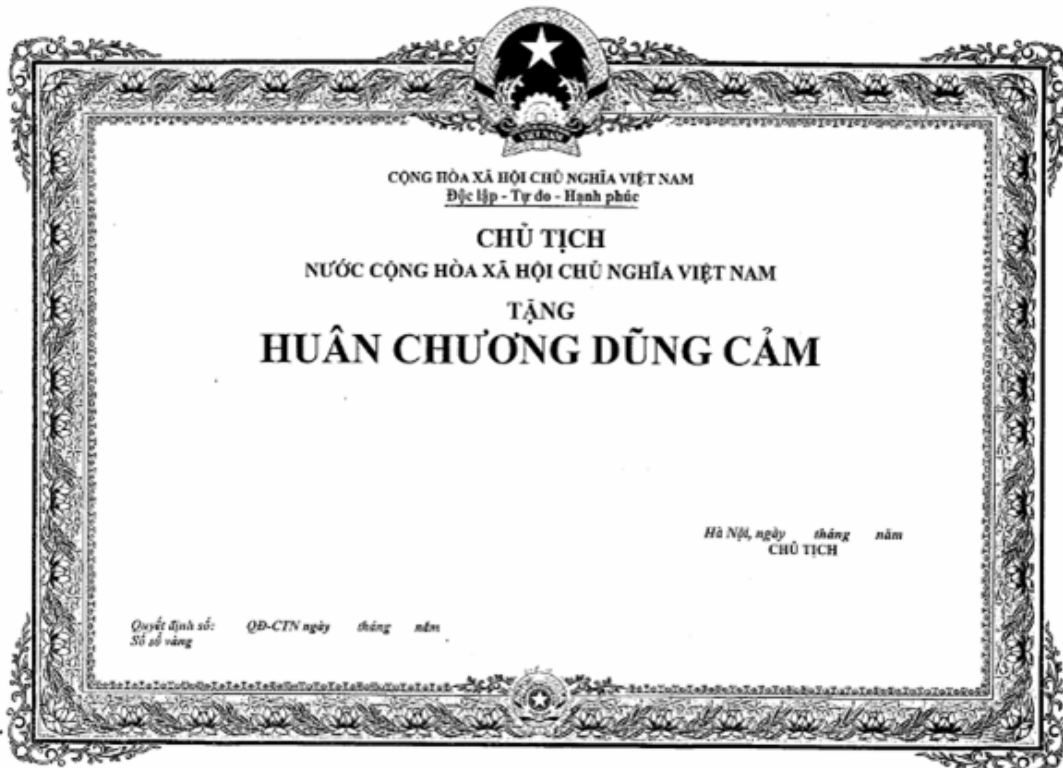 VIỆT NAM
CỘNG HÒA XÃ HỘI CHỦ NGHĨA VIỆT NAM
Độc lập - Tự do - Hạnh phúc
CHỦ TỊCH
NƯỚC CỘNG HÒA XÃ HỘI CHỦ NGHĨA VIỆT NAM
TẶNG
HUÂN CHƯƠNG DŨNG CẢM
Hà Nội, ngày tháng năm
CHỦ TỊCH
Quyết định số: QĐ-CTN ngày tháng năm
Số sổ vàng